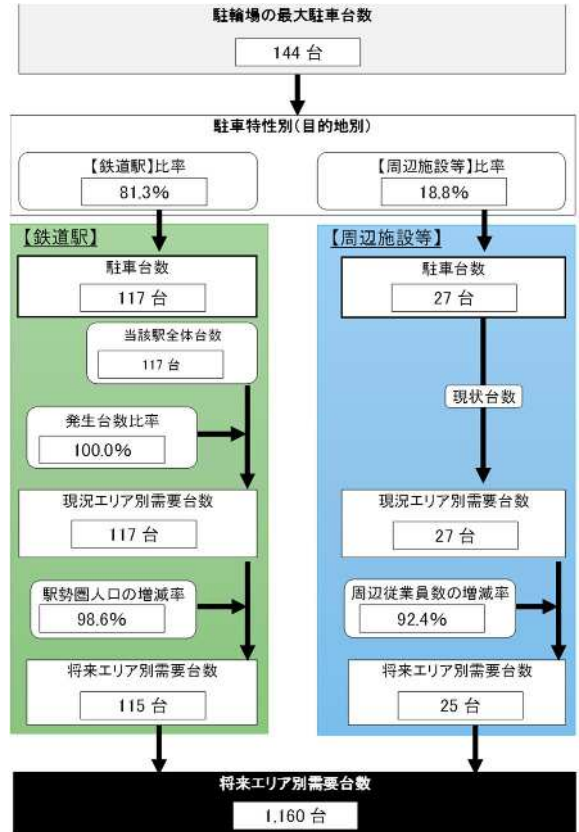 駐輪場の最大駐車台数
144 台
駐車特性別(目的地別)
【鉄道駅】比率
81.3%
【周辺施設等】比率
18.8%
【鉄道駅】
駐車台数
117 台
当該駅全体台数
117 台
発生台数比率
100.0%
現況エリア別需要台数
117 台
駅勢圏人口の増減率
98.6%
将来エリア別需要台数
115 台
【周辺施設等】
駐車台数
27 台
現状台数
現況エリア別需要台数
27 台
周辺従業員数の増減率
92.4%
将来エリア別需要台数
25 台
将来エリア別需要台数
1,160 台